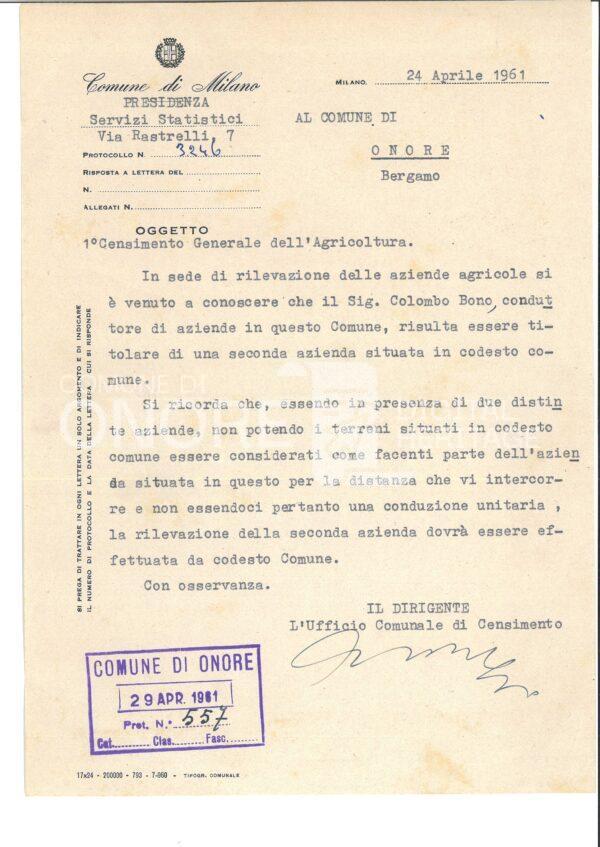 Comune di Milano
PRESIDENZA
Servizi Statistici
Via Rastrelli, 7
PROTOCOLLO N. 3246
RISPOSTA A LETTERA DEL
N.
ALLEGATI N.
MILANO, 24 Aprile 1961
AL COMUNE DI
ONORE
Bergamo
OGGETTO
1°Censimento Generale dell'Agricoltura.
In sede di rilevazione delle aziende agricole si
è venuto a conoscere che il Sig. Colombo Bono, condut
tore di aziende in questo Comune, risulta essere ti-
tolare di una seconda azienda situata in codesto co-
mune.
Si ricorda che, essendo in presenza di due distin
te aziende, non potendo i terreni situati in codesto
comune essere considerati come facenti parte dell'azien
da situata in questo per la distanza che vi intercor-
re e non essendoci pertanto una conduzione unitaria ,
la rilevazione della seconda azienda dovrà essere ef-
fettuata da codesto Comune.
Con osservanza.
IL DIRIGENTE
L'Ufficio Comunale di Censimento
SI PREGA DI TRATTARE IN OGNI LETTERA UN SOLO ARGOMENTO E DI INDICARE
IL NUMERO DI PROTOCOLLO E LA DATA DELLA LETTERA CUI SI RISPONDE
COMUNE DI ONORE
29 APR. 1961
Prot. N.° 557
Cat. Clas. Fasc.
17x24 - 200000 - 793 - 7-960 - TIPOGR. COMUNALE
COMUNE DI